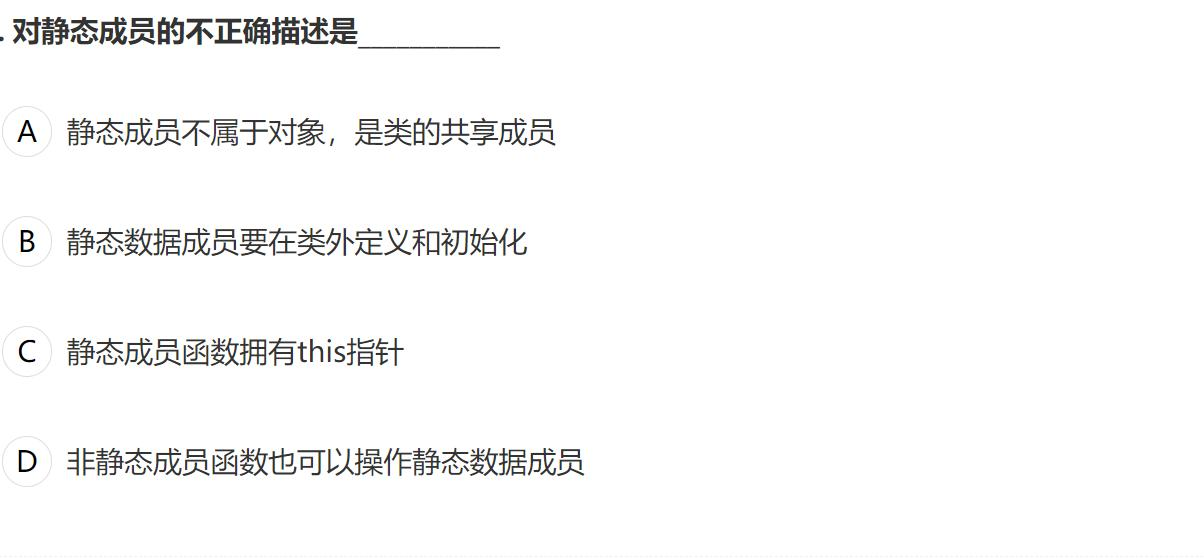 . 对静态成员的不正确描述是___________
A 静态成员不属于对象，是类的共享成员
B 静态数据成员要在类外定义和初始化
C 静态成员函数拥有this指针
D 非静态成员函数也可以操作静态数据成员